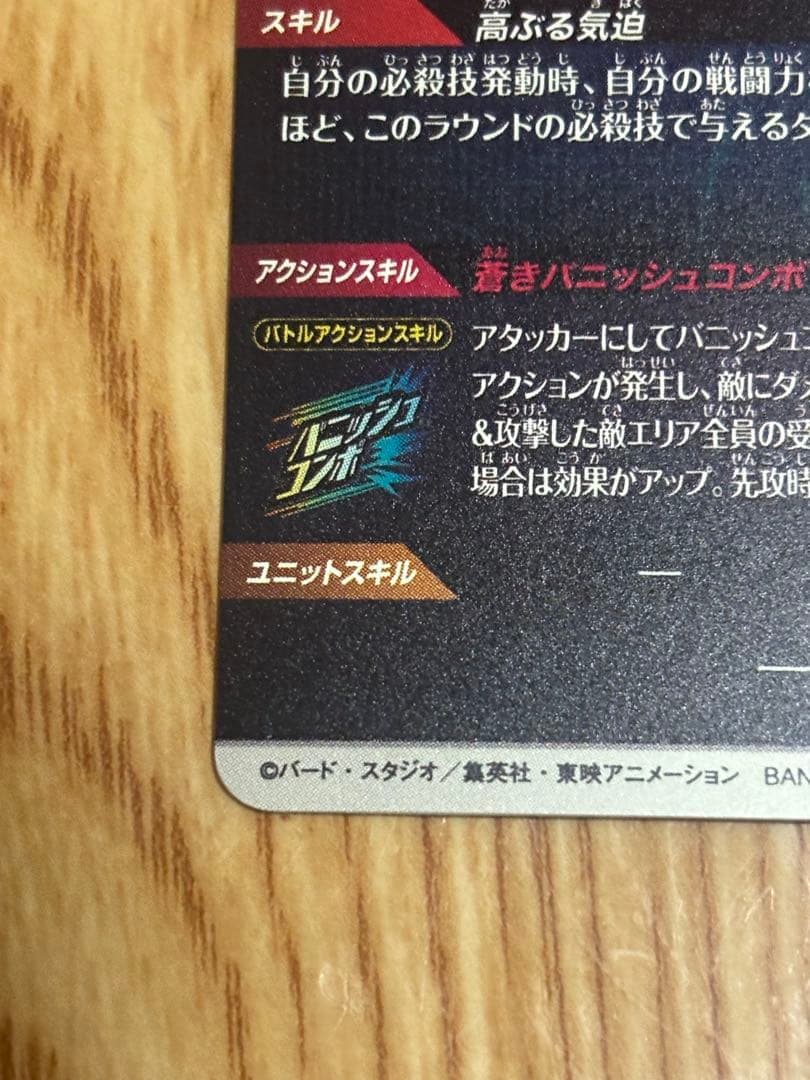 スキル 高ぶる気迫
自分の必殺技発動時、自分の戦闘力
ほど、このラウンドの必殺技で与える
アクションスキル 蒼きバニッシュコンボ
バトルアクションスキル
アタッカーにしてバニッシュ
アクションが発生し、敵にダ
バニッシュ
コンボ
&攻撃した敵エリア全員の受
場合は効果がアップ。先攻時
ユニットスキル —
©バード・スタジオ／集英社・東映アニメーション BAN